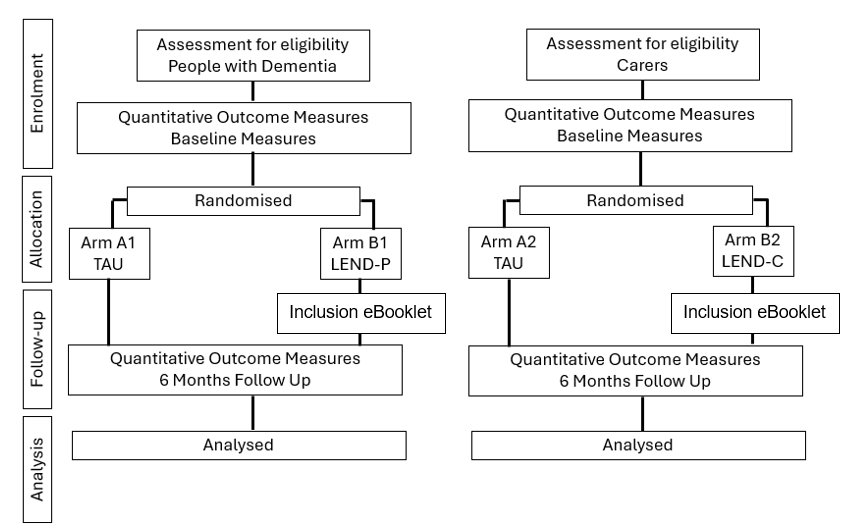 Enrolment
Assessment for eligibility
People with Dementia
Assessment for eligibility
Carers
Quantitative Outcome Measures
Baseline Measures
Quantitative Outcome Measures
Baseline Measures
Allocation
Randomised
Randomised
Arm A1
TAU
Arm B1
LEND-P
Arm A2
TAU
Arm B2
LEND-C
Follow-up
Inclusion eBooklet
Inclusion eBooklet
Quantitative Outcome Measures
6 Months Follow Up
Quantitative Outcome Measures
6 Months Follow Up
Analysis
Analysed
Analysed